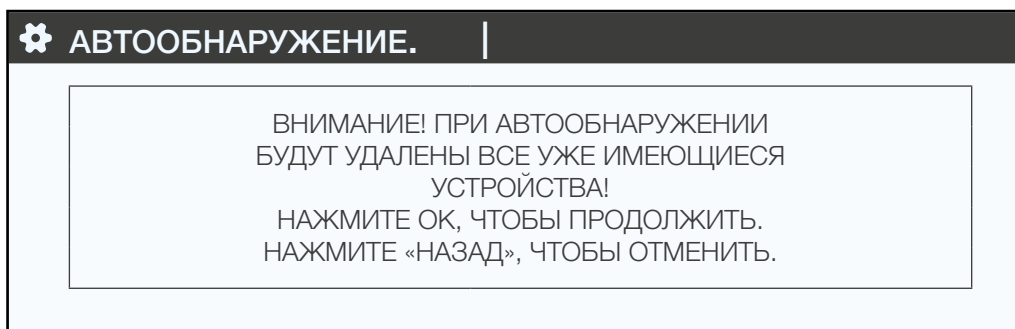 АВТООБНАРУЖЕНИЕ.
ВНИМАНИЕ! ПРИ АВТООБНАРУЖЕНИИ
БУДУТ УДАЛЕНЫ ВСЕ УЖЕ ИМЕЮЩИЕСЯ
УСТРОЙСТВА!
НАЖМИТЕ ОК, ЧТОБЫ ПРОДОЛЖИТЬ.
НАЖМИТЕ «НАЗАД», ЧТОБЫ ОТМЕНИТЬ.